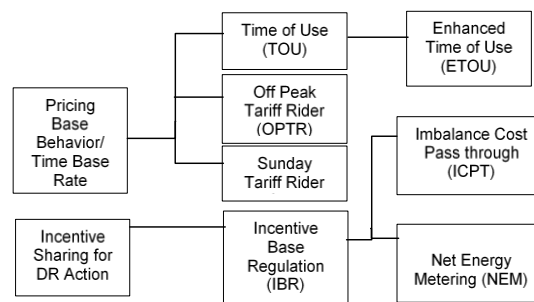 Time of Use
(TOU)
Enhanced
Time of Use
(ETOU)
Off Peak
Tariff Rider
(OPTR)
Pricing
Base
Behavior/
Time Base
Rate
Sunday
Tariff Rider
Imbalance Cost
Pass through
(ICPT)
Incentive
Sharing for
DR Action
Incentive
Base
Regulation
(IBR)
Net Energy
Metering (NEM)